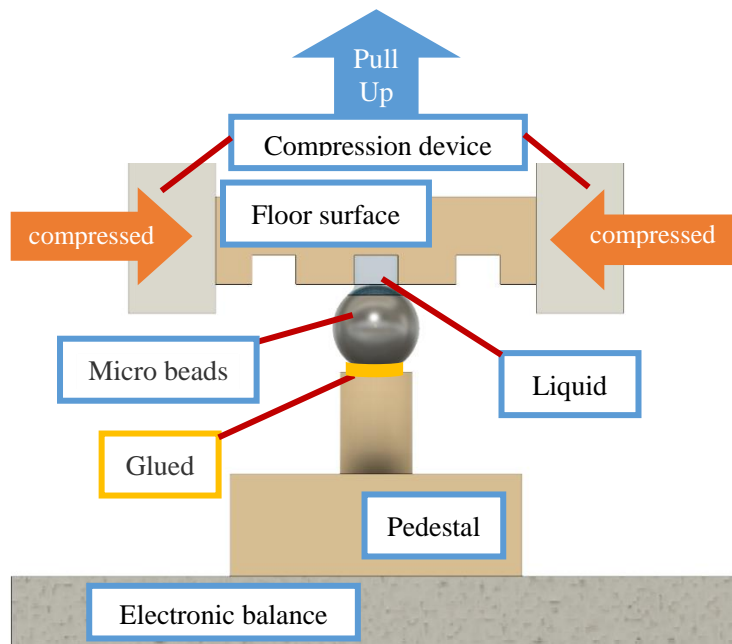 Pull
Up
Compression device
Floor surface
compressed
compressed
Micro beads
Liquid
Glued
Pedestal
Electronic balance